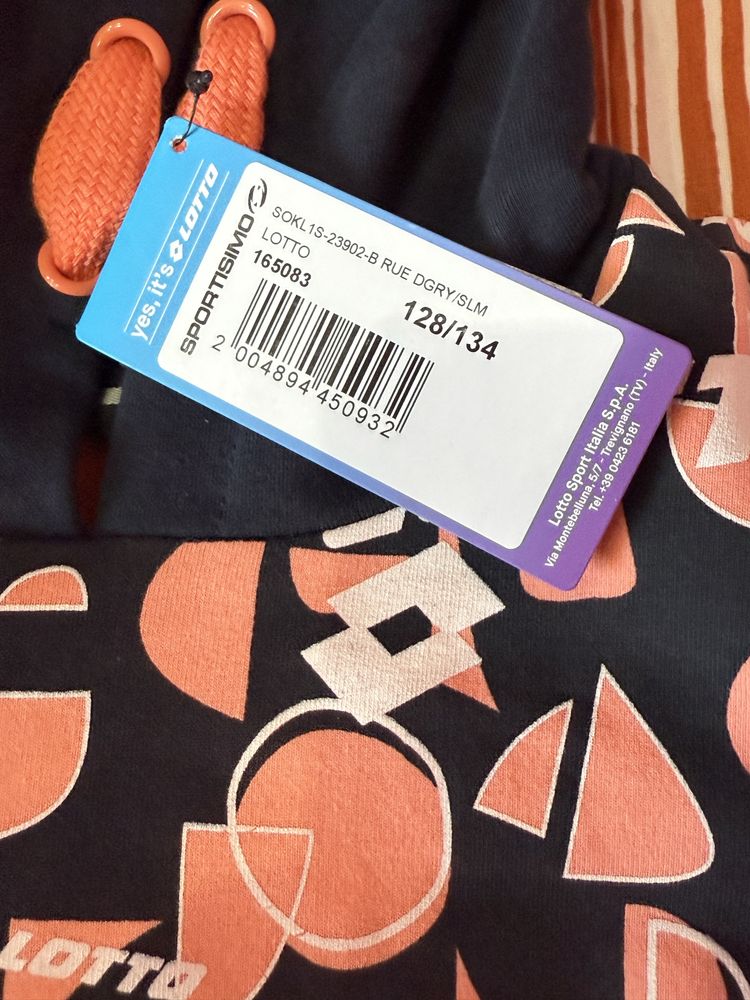 yes, it's LOTTO
SPORTISIMO
SOKL1S-23902-B RUE DGRY/SLM
LOTTO
165083
128/134
2 004894 450932
Lotto Sport Italia S.p.A.
Via Montebelluna, 5/7 - Trevignano (TV) - Italy
Tel. +39 0423 6181
LOTTO